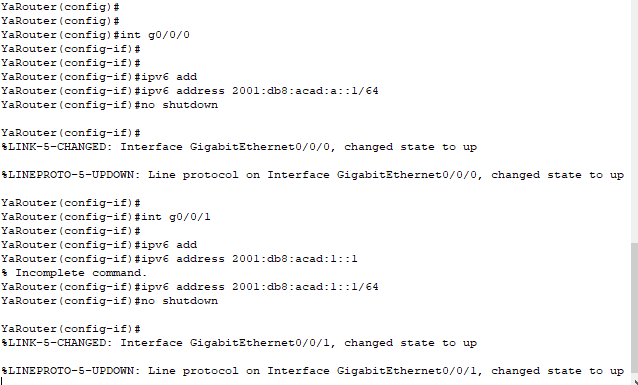 YaRouter(config)#
YaRouter(config)#
YaRouter(config)#int g0/0/0
YaRouter(config-if)#
YaRouter(config-if)#
YaRouter(config-if)#ipv6 add
YaRouter(config-if)#ipv6 address 2001:db8:acad:a::1/64
YaRouter(config-if)#no shutdown
YaRouter(config-if)#
%LINK-5-CHANGED: Interface GigabitEthernet0/0/0, changed state to up
%LINEPROTO-5-UPDOWN: Line protocol on Interface GigabitEthernet0/0/0, changed state to up
YaRouter(config-if)#
YaRouter(config-if)#int g0/0/1
YaRouter(config-if)#
YaRouter(config-if)#ipv6 add
YaRouter(config-if)#ipv6 address 2001:db8:acad:1::1
% Incomplete command.
YaRouter(config-if)#ipv6 address 2001:db8:acad:1::1/64
YaRouter(config-if)#no shutdown
YaRouter(config-if)#
%LINK-5-CHANGED: Interface GigabitEthernet0/0/1, changed state to up
%LINEPROTO-5-UPDOWN: Line protocol on Interface GigabitEthernet0/0/1, changed state to up